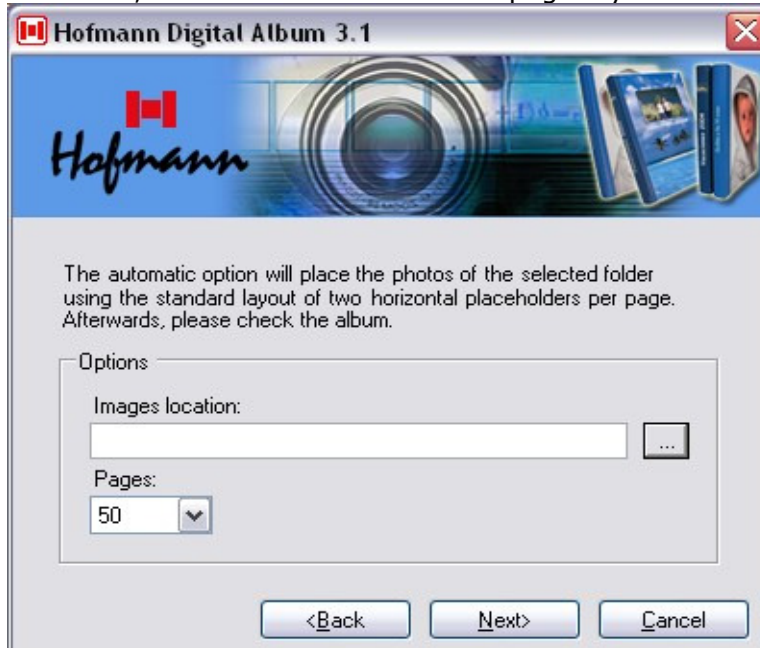 Hofmann Digital Album 3.1
Hofmann
The automatic option will place the photos of the selected folder
using the standard layout of two horizontal placeholders per page.
Afterwards, please check the album.
Options
Images location:
...
Pages:
50
<Back Next> Cancel